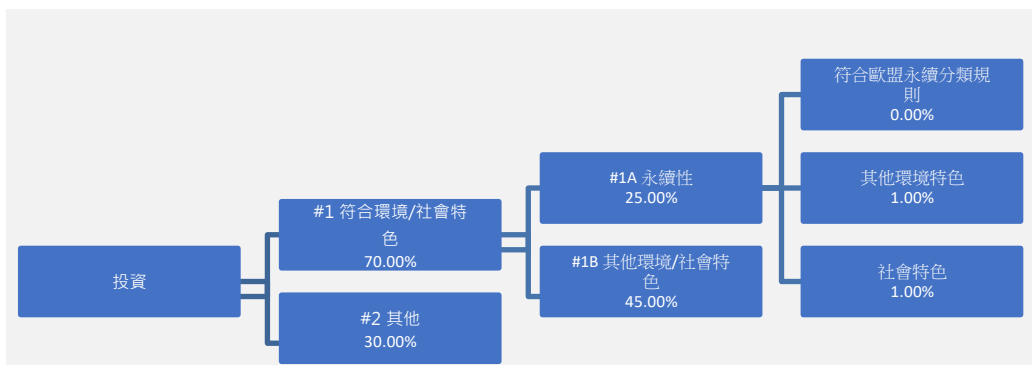 投資
#1 符合環境/社會特
色
70.00%
#2 其他
30.00%
#1A 永續性
25.00%
#1B 其他環境/社會特
色
45.00%
符合歐盟永續分類規
則
0.00%
其他環境特色
1.00%
社會特色
1.00%